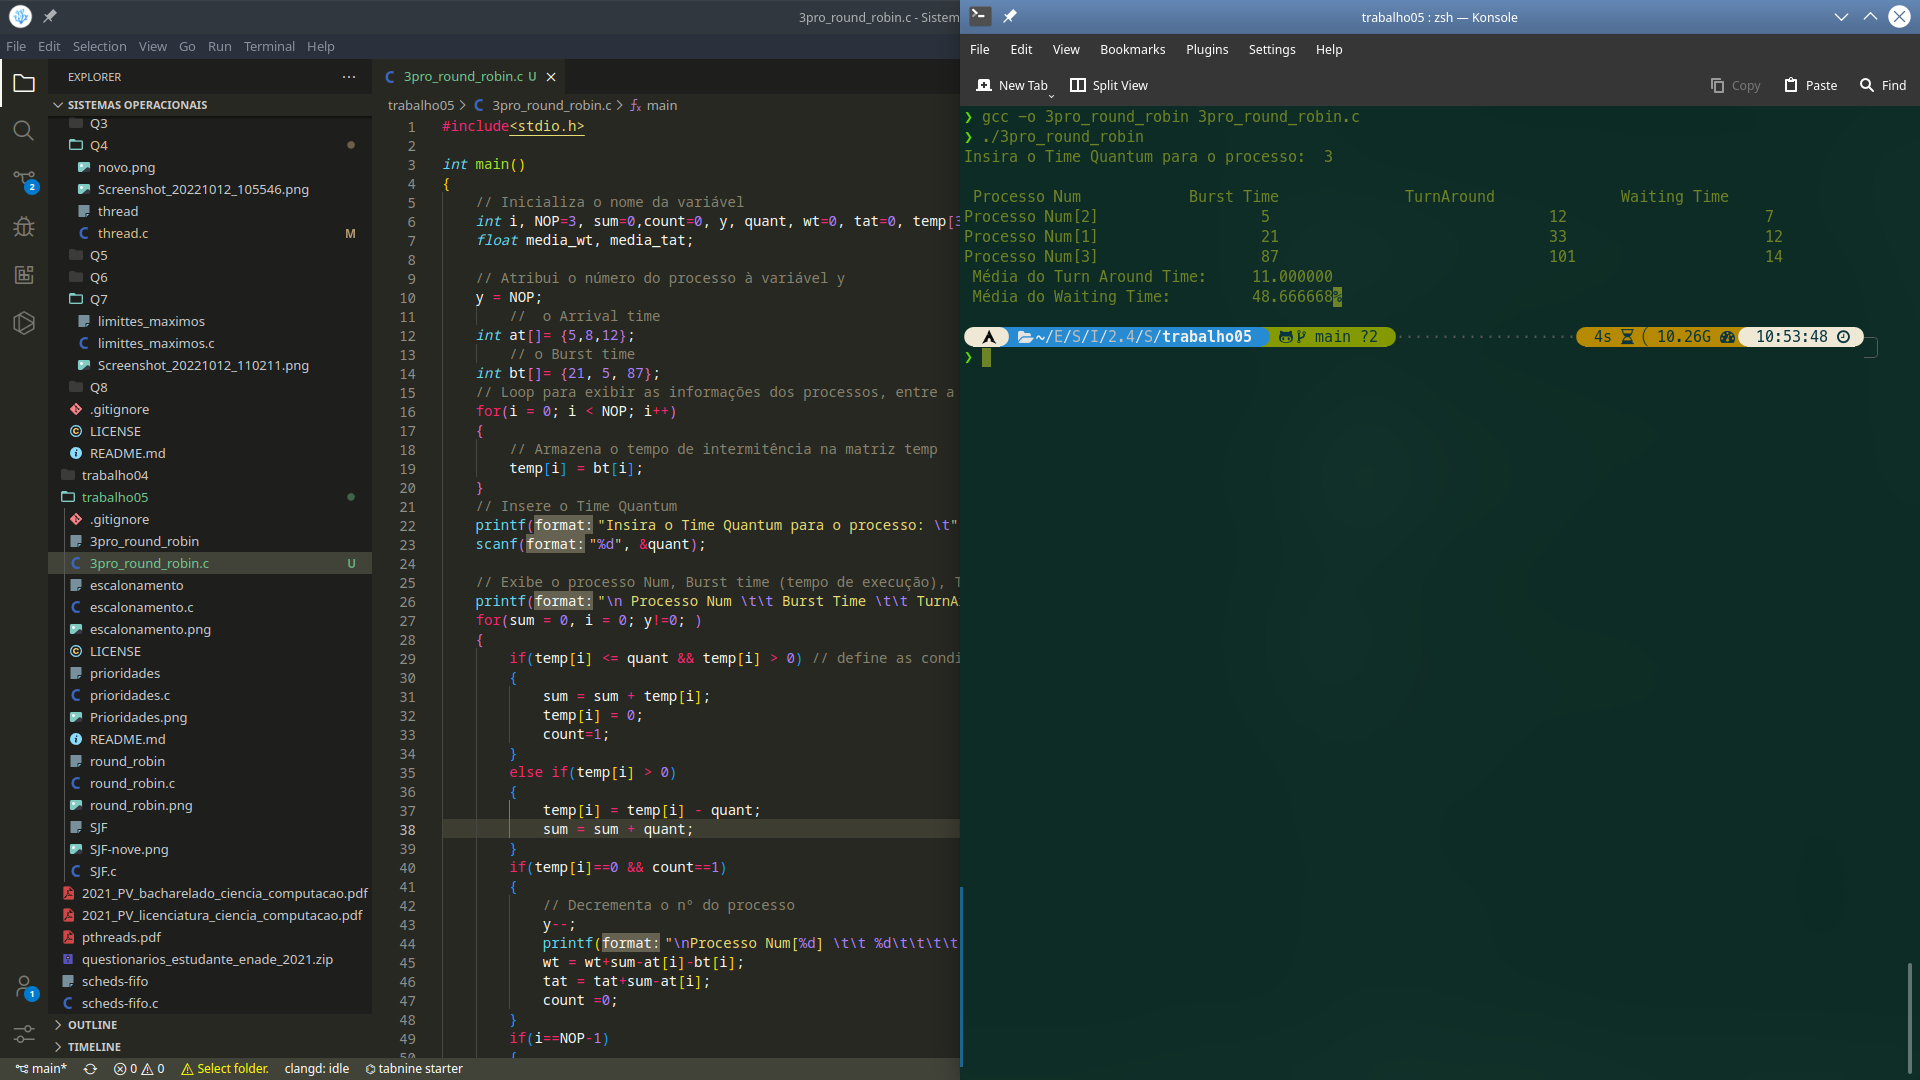 3pro_round_robin.c - Sistem
File Edit Selection View Go Run Terminal Help
EXPLORER
SISTEMAS OPERACIONAIS
Q3
Q4
novo.png
Screenshot_20221012_105546.png
thread
thread.c M
Q5
Q6
Q7
limittes_maximos
limittes_maximos.c
Screenshot_20221012_110211.png
Q8
.gitignore
LICENSE
README.md
trabalho04
trabalho05
.gitignore
3pro_round_robin
3pro_round_robin.c U
escalonamento
escalonamento.c
escalonamento.png
LICENSE
prioridades
prioridades.c
Prioridades.png
README.md
round_robin
round_robin.c
round_robin.png
SJF
SJF-nove.png
SJF.c
2021_PV_bacharelado_ciencia_computacao.pdf
2021_PV_licenciatura_ciencia_computacao.pdf
pthreads.pdf
questionarios_estudante_enade_2021.zip
scheds-fifo
scheds-fifo.c
OUTLINE
TIMELINE
2
1
3pro_round_robin.c U
trabalho05 > 3pro_round_robin.c > main
1 #include<stdio.h>
2
3 int main()
4 {
5 // Inicializa o nome da variável
6 int i, NOP=3, sum=0,count=0, y, quant, wt=0, tat=0, temp[3
7 float media_wt, media_tat;
8
9 // Atribui o número do processo à variável y
10 y = NOP;
11 //  o Arrival time
12 int at[]= {5,8,12};
13 // o Burst time
14 int bt[]= {21, 5, 87};
15 // Loop para exibir as informações dos processos, entre a
16 for(i = 0; i < NOP; i++)
17 {
18 // Armazena o tempo de intermitência na matriz temp
19 temp[i] = bt[i];
20 }
21 // Insere o Time Quantum
22 printf(format: "Insira o Time Quantum para o processo: \t"
23 scanf(format: "%d", &quant);
24
25 // Exibe o processo Num, Burst time (tempo de execução), T
26 printf(format: "\n Processo Num \t\t Burst Time \t\t TurnA
27 for(sum = 0, i = 0; y!=0; )
28 {
29 if(temp[i] <= quant && temp[i] > 0) // define as condi
30 {
31 sum = sum + temp[i];
32 temp[i] = 0;
33 count=1;
34 }
35 else if(temp[i] > 0)
36 {
37 temp[i] = temp[i] - quant;
38 sum = sum + quant;
39 }
40 if(temp[i]==0 && count==1)
41 {
42 // Decrementa o nº do processo
43 y--;
44 printf(format: "\nProcesso Num[%d] \t\t %d\t\t\t\t
45 wt = wt+sum-at[i]-bt[i];
46 tat = tat+sum-at[i];
47 count =0;
48 }
49 if(i==NOP-1)
50 {
main* 0 0 Select folder. clangd: idle tabnine starter
trabalho05 : zsh — Konsole
File Edit View Bookmarks Plugins Settings Help
New Tab Split View Copy Paste Find
❯ gcc -o 3pro_round_robin 3pro_round_robin.c
❯ ./3pro_round_robin
Insira o Time Quantum para o processo:  3
Processo Num Burst Time TurnAround Waiting Time
Processo Num[2] 5 12 7
Processo Num[1] 21 33 12
Processo Num[3] 87 101 14
Média do Turn Around Time: 11.000000
Média do Waiting Time: 48.666668%
~/E/S/I/2.4/S/trabalho05 main ?2 4s 10.26G 10:53:48
❯